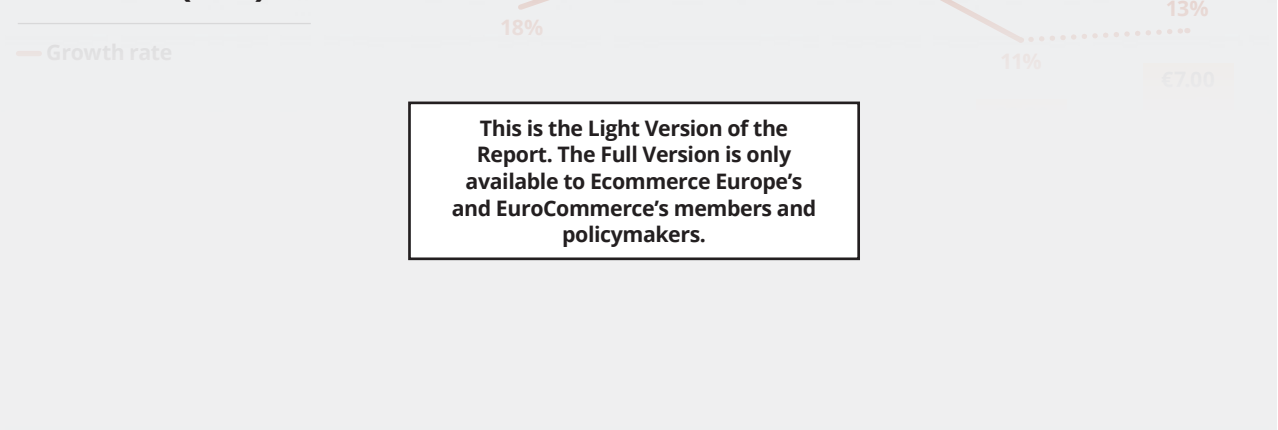 18%
13%
Growth rate
11%
€7.00
This is the Light Version of the
Report. The Full Version is only
available to Ecommerce Europe’s
and EuroCommerce’s members and
policymakers.